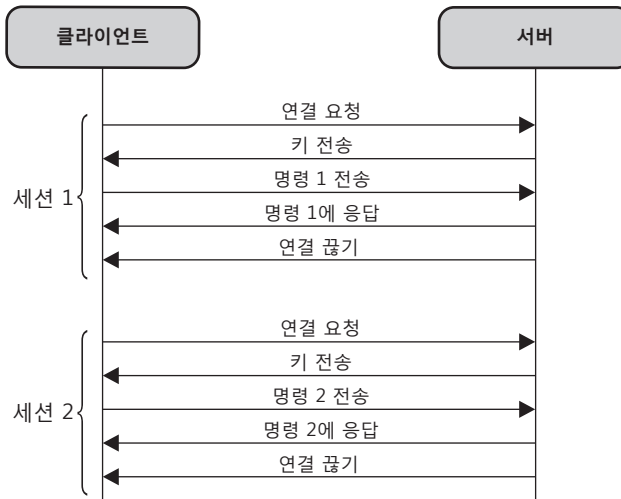 클라이언트
서버
연결 요청
키 전송
명령 1 전송
명령 1에 응답
연결 끊기
세션 1
연결 요청
키 전송
명령 2 전송
명령 2에 응답
연결 끊기
세션 2